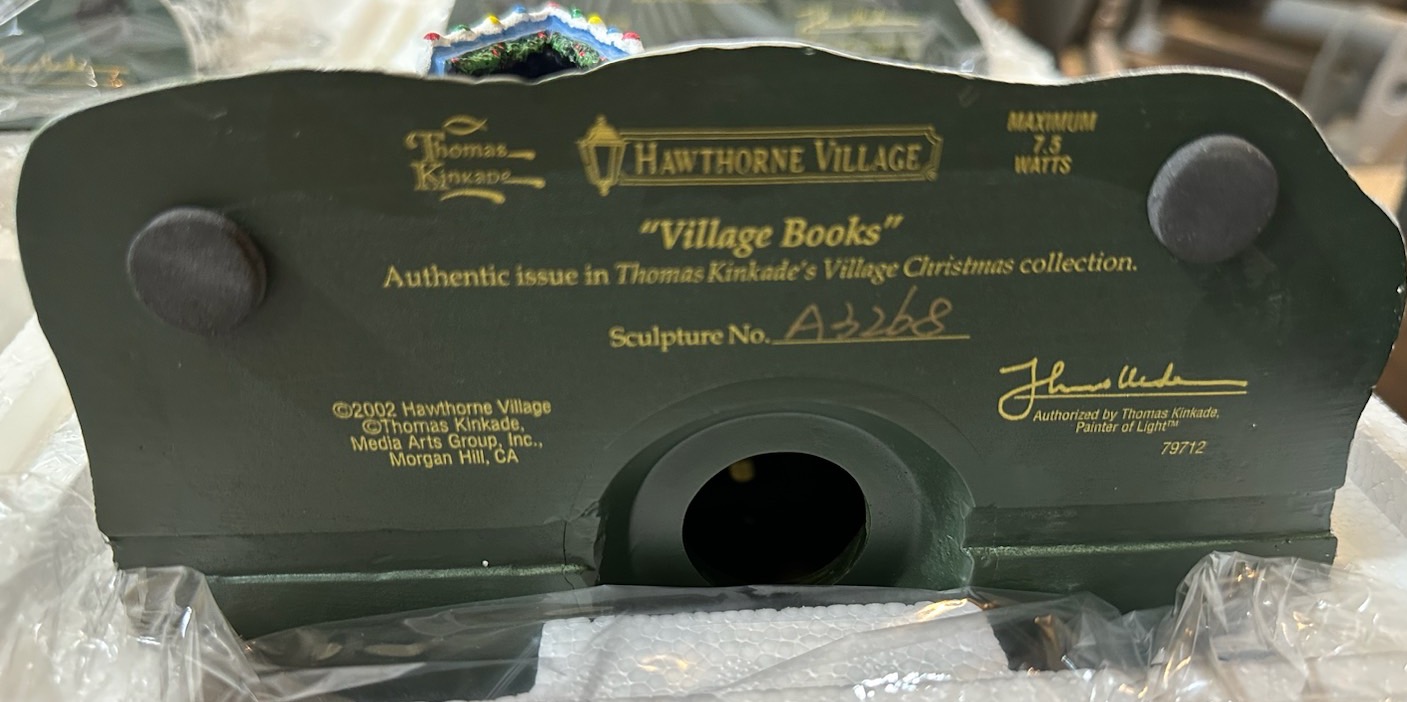 Thomas
Kinkade
HAWTHORNE VILLAGE
MAXIMUM
7.5
WATTS
"Village Books"
Authentic issue in Thomas Kinkade's Village Christmas collection.
Sculpture No. A3268
©2002 Hawthorne Village
©Thomas Kinkade,
Media Arts Group, Inc.,
Morgan Hill, CA
Authorized by Thomas Kinkade,
Painter of Light™
79712